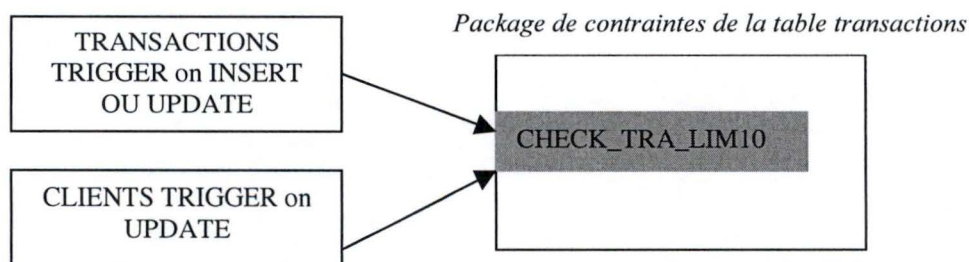 Package de contraintes de la table transactions
TRANSACTIONS
TRIGGER on INSERT
OU UPDATE
CHECK_TRA_LIM10
CLIENTS TRIGGER on
UPDATE